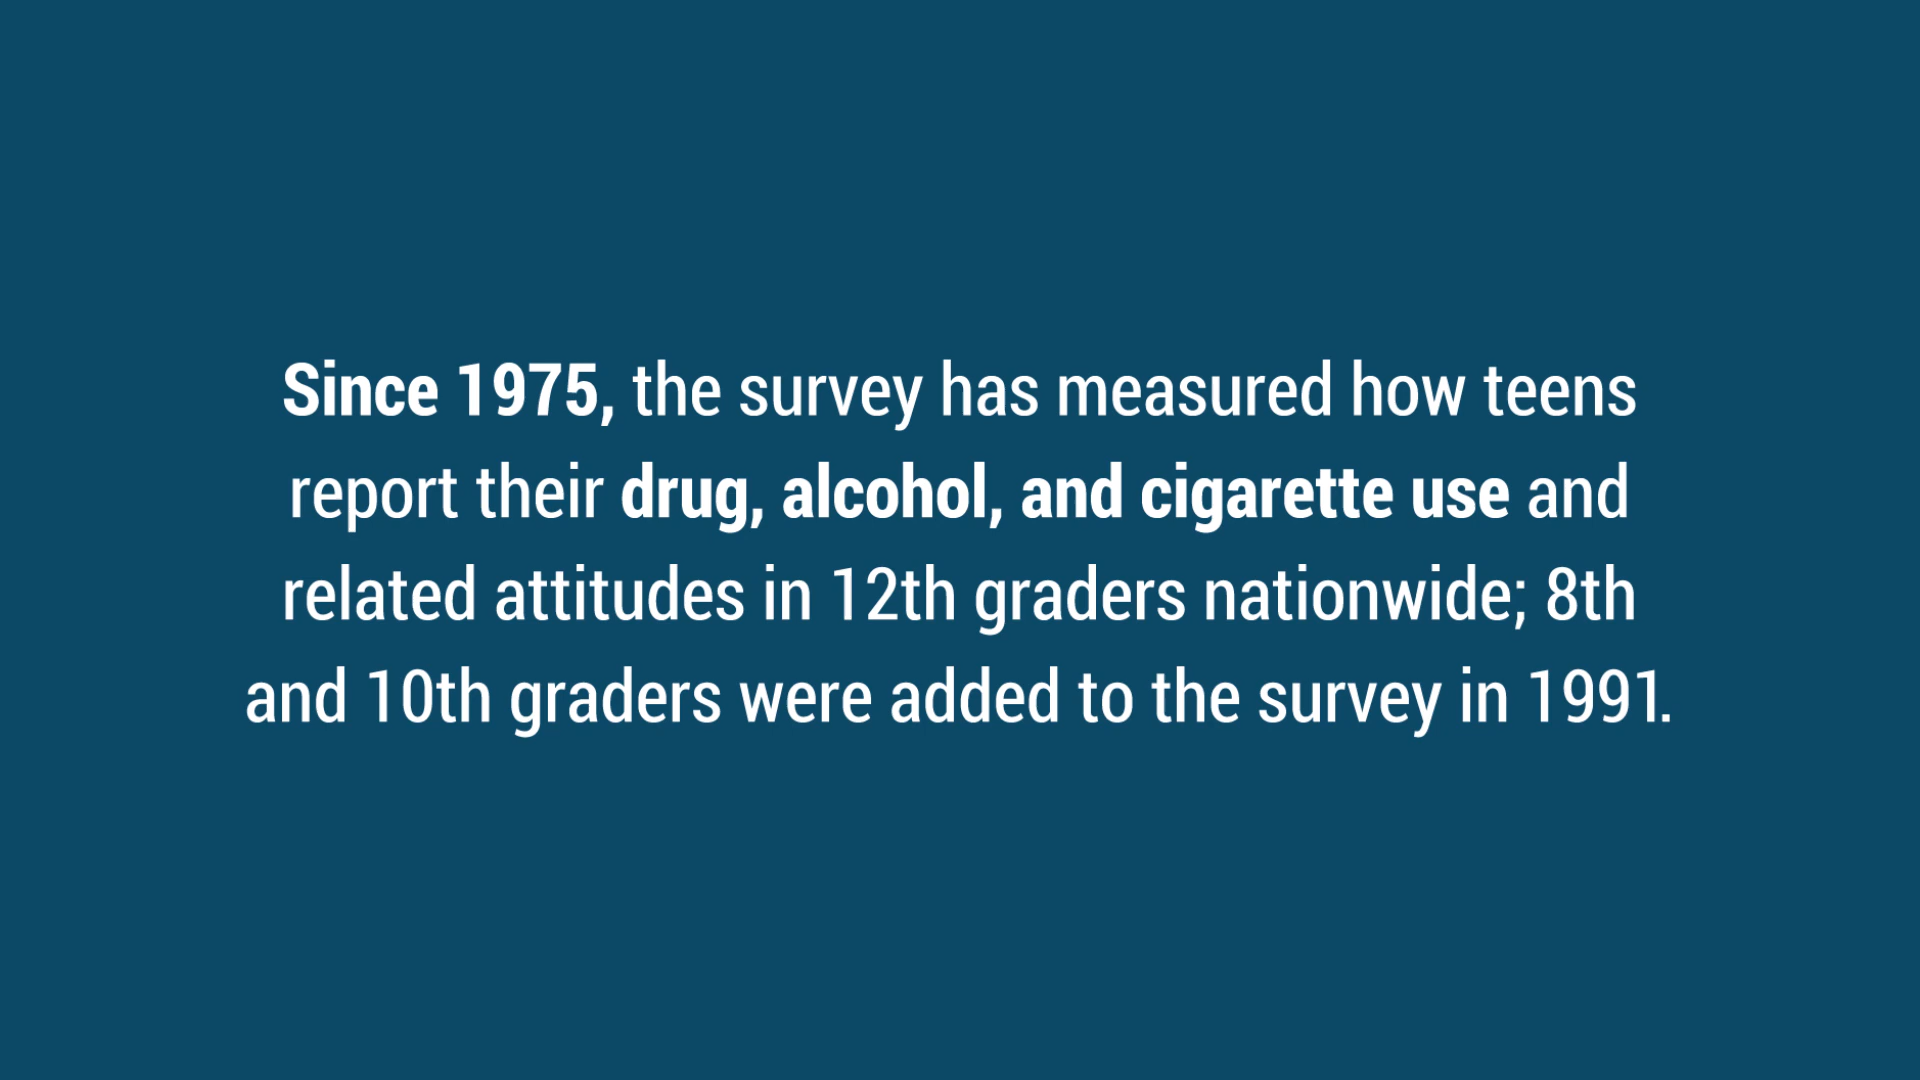 Since 1975, the survey has measured how teens
report their drug, alcohol, and cigarette use and
related attitudes in 12th graders nationwide; 8th
and 10th graders were added to the survey in 1991.